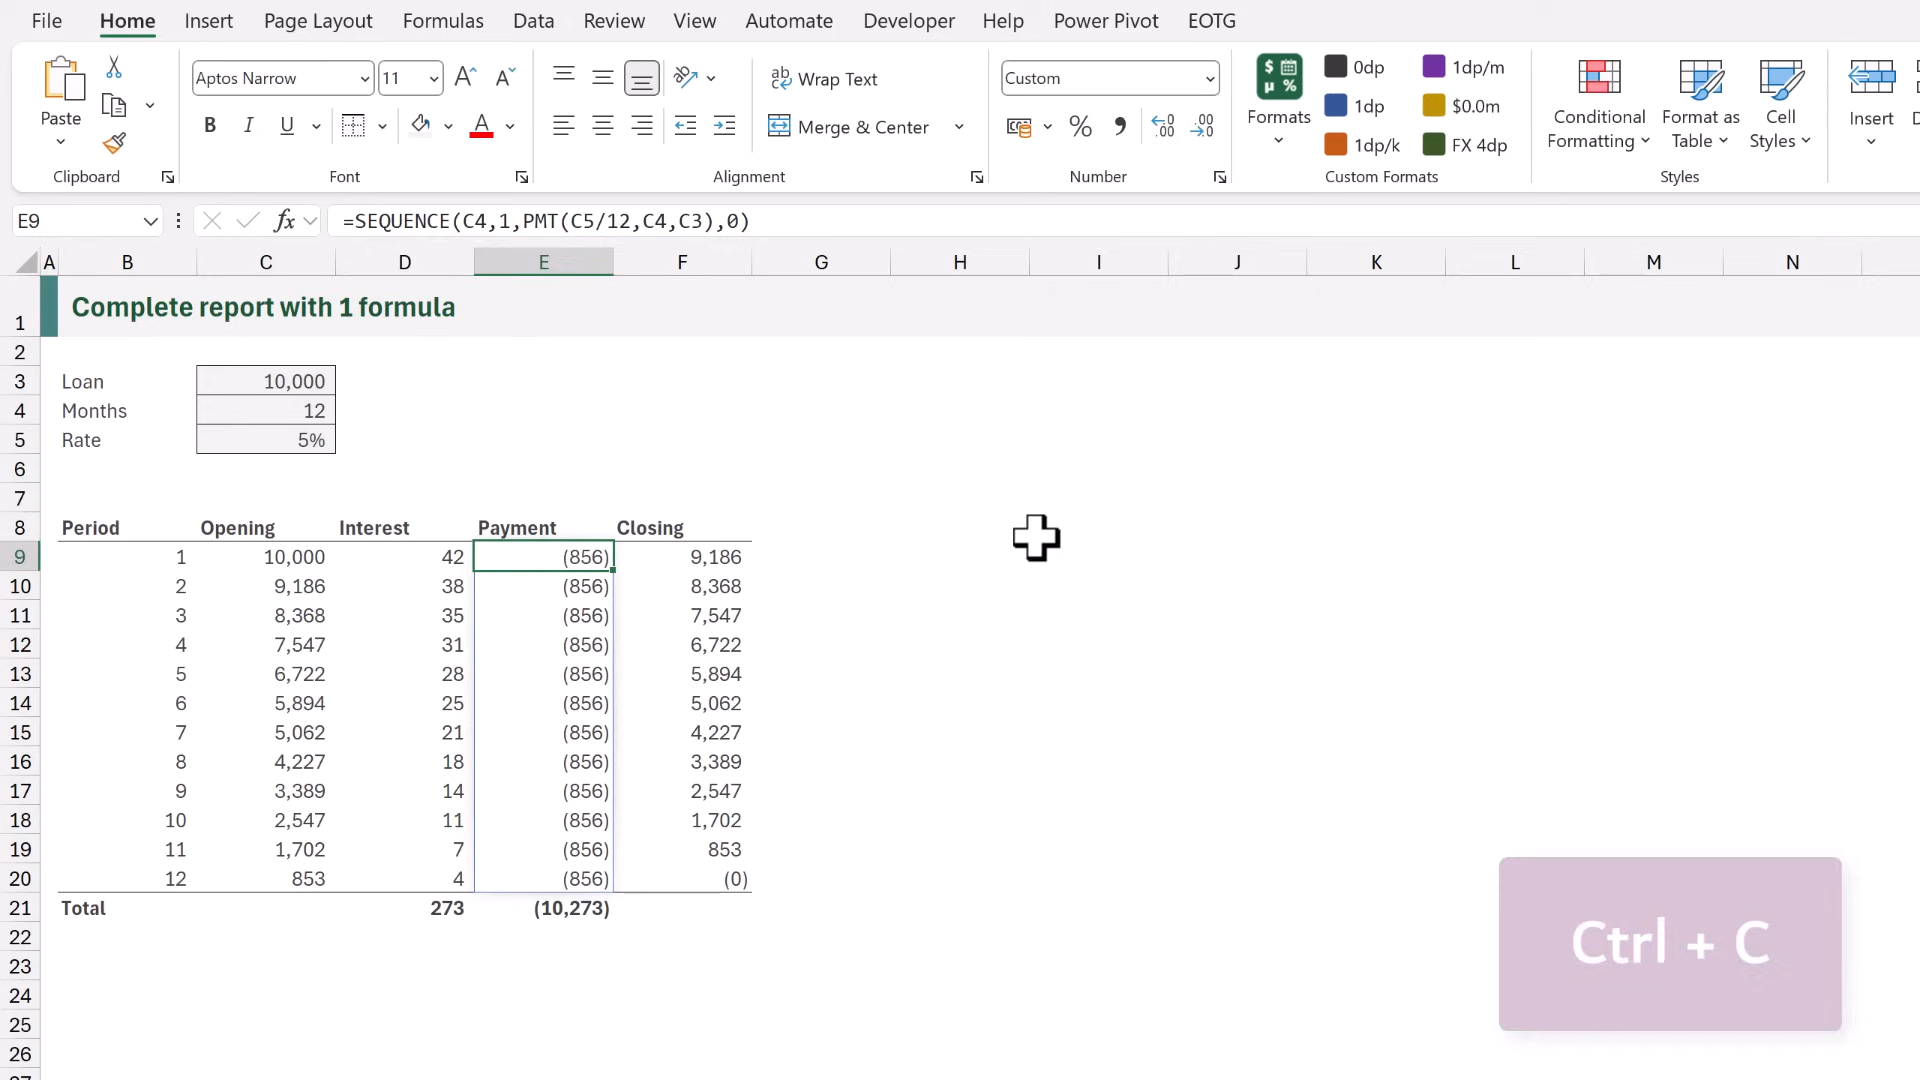 File Home Insert Page Layout Formulas Data Review View Automate Developer Help Power Pivot EOTG
Paste
Clipboard
Aptos Narrow 11 A A
B I U A
Font
Wrap Text
Merge & Center
Alignment
Custom
% 9 .00 .00
Number
Formats
0dp 1dp/m
1dp $0.0m
1dp/k FX 4dp
Custom Formats
Conditional Formatting
Format as Table
Cell Styles
Styles
Insert
E9 fx =SEQUENCE(C4,1,PMT(C5/12,C4,C3),0)
A B C D E F G H I J K L M N
1 Complete report with 1 formula
2
3 Loan 10,000
4 Months 12
5 Rate 5%
6
7
8 Period Opening Interest Payment Closing
9 1 10,000 42 (856) 9,186
10 2 9,186 38 (856) 8,368
11 3 8,368 35 (856) 7,547
12 4 7,547 31 (856) 6,722
13 5 6,722 28 (856) 5,894
14 6 5,894 25 (856) 5,062
15 7 5,062 21 (856) 4,227
16 8 4,227 18 (856) 3,389
17 9 3,389 14 (856) 2,547
18 10 2,547 11 (856) 1,702
19 11 1,702 7 (856) 853
20 12 853 4 (856) (0)
21 Total 273 (10,273)
22
23
24
25
26
Ctrl + C